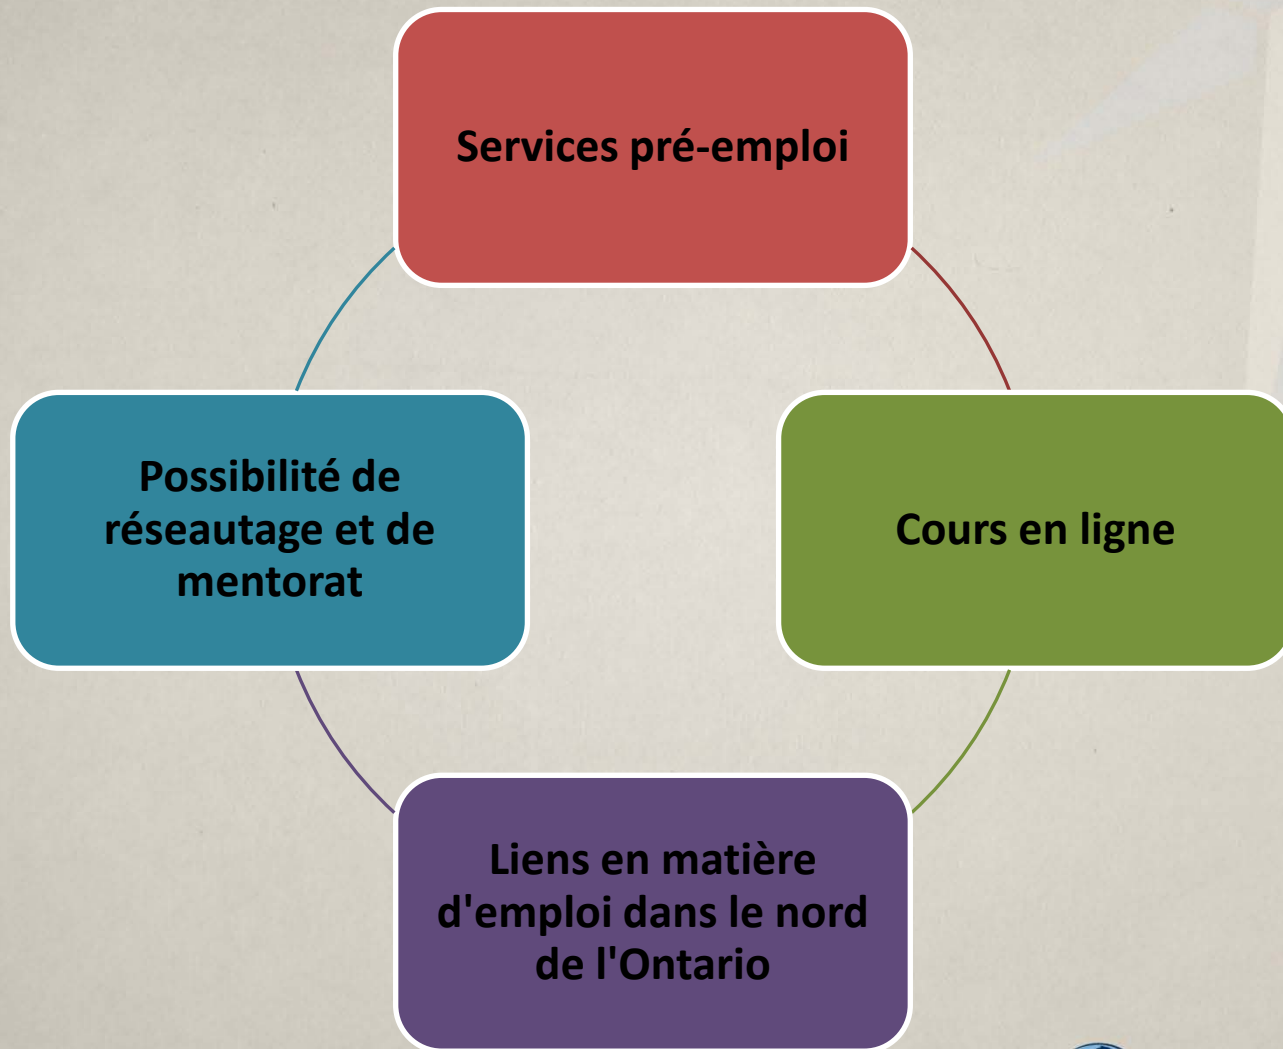 Services pré-emploi
Possibilité de
réseautage et de
mentorat
Cours en ligne
Liens en matière
d'emploi dans le nord
de l'Ontario